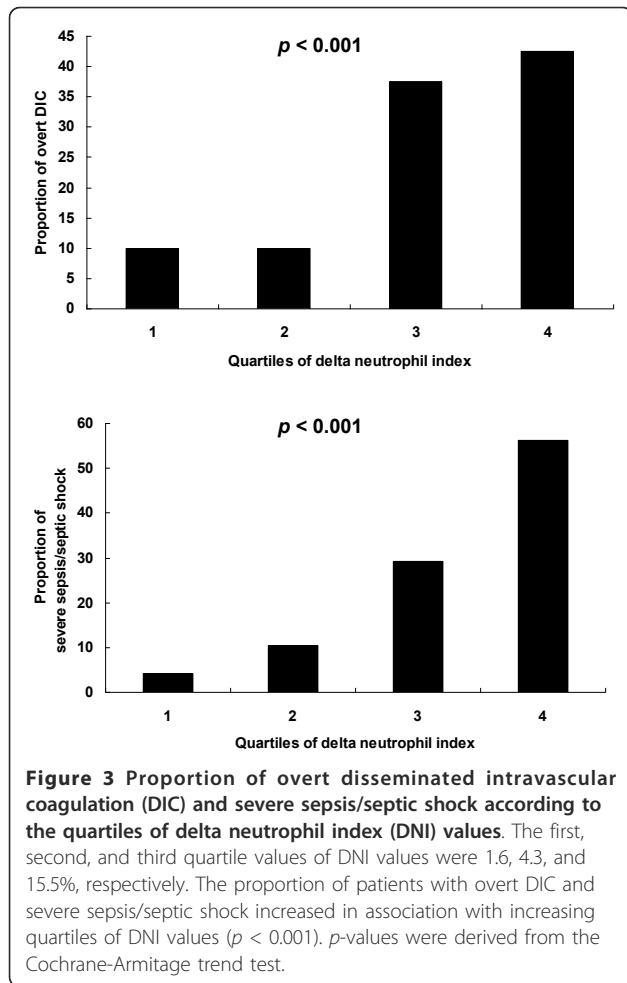 p < 0.001
45
40
35
30
25
20
15
10
5
0
Proportion of overt DIC
1 2 3 4
Quartiles of delta neutrophil index
p < 0.001
60
50
40
30
20
10
0
Proportion of
severe sepsis/septic shock
1 2 3 4
Quartiles of delta neutrophil index
Figure 3 Proportion of overt disseminated intravascular
coagulation (DIC) and severe sepsis/septic shock according to
the quartiles of delta neutrophil index (DNI) values. The first,
second, and third quartile values of DNI values were 1.6, 4.3, and
15.5%, respectively. The proportion of patients with overt DIC and
severe sepsis/septic shock increased in association with increasing
quartiles of DNI values (p < 0.001). p-values were derived from the
Cochrane-Armitage trend test.